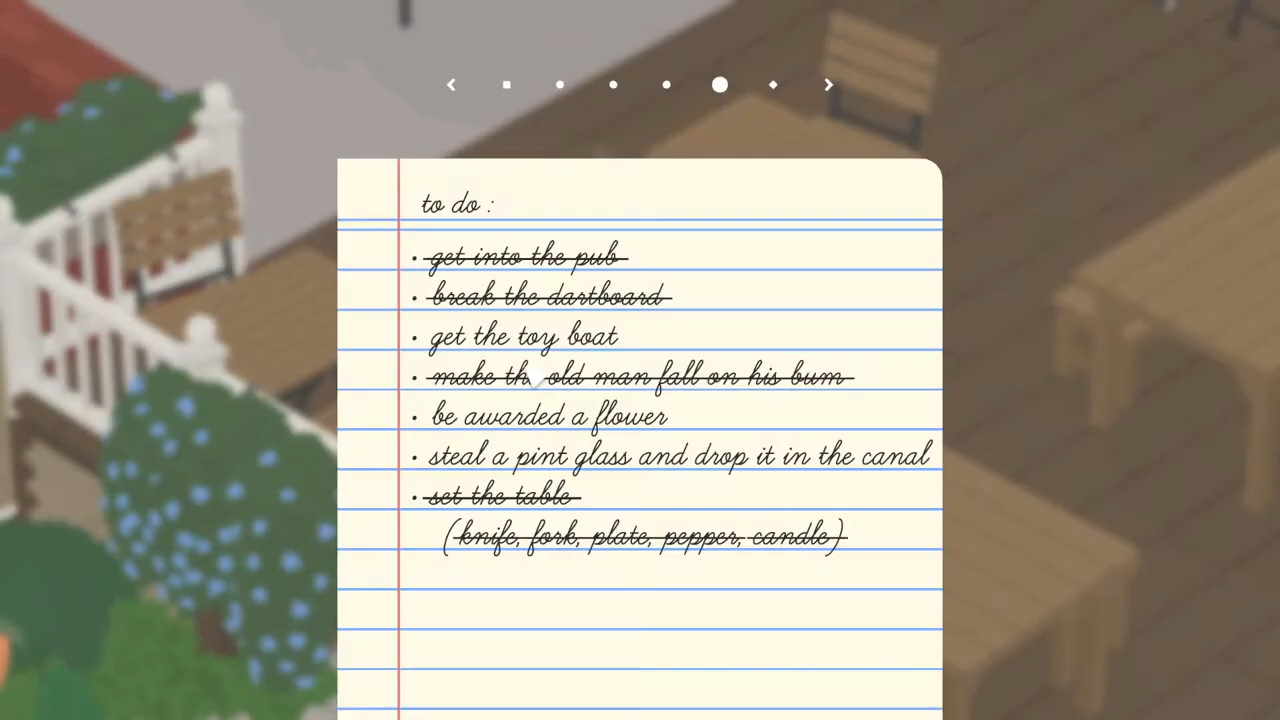 to do :
• get into the pub
• break the dartboard
• get the toy boat
• make the old man fall on his bum
• be awarded a flower
• steal a pint glass and drop it in the canal
• set the table
(knife, fork, plate, pepper, candle)